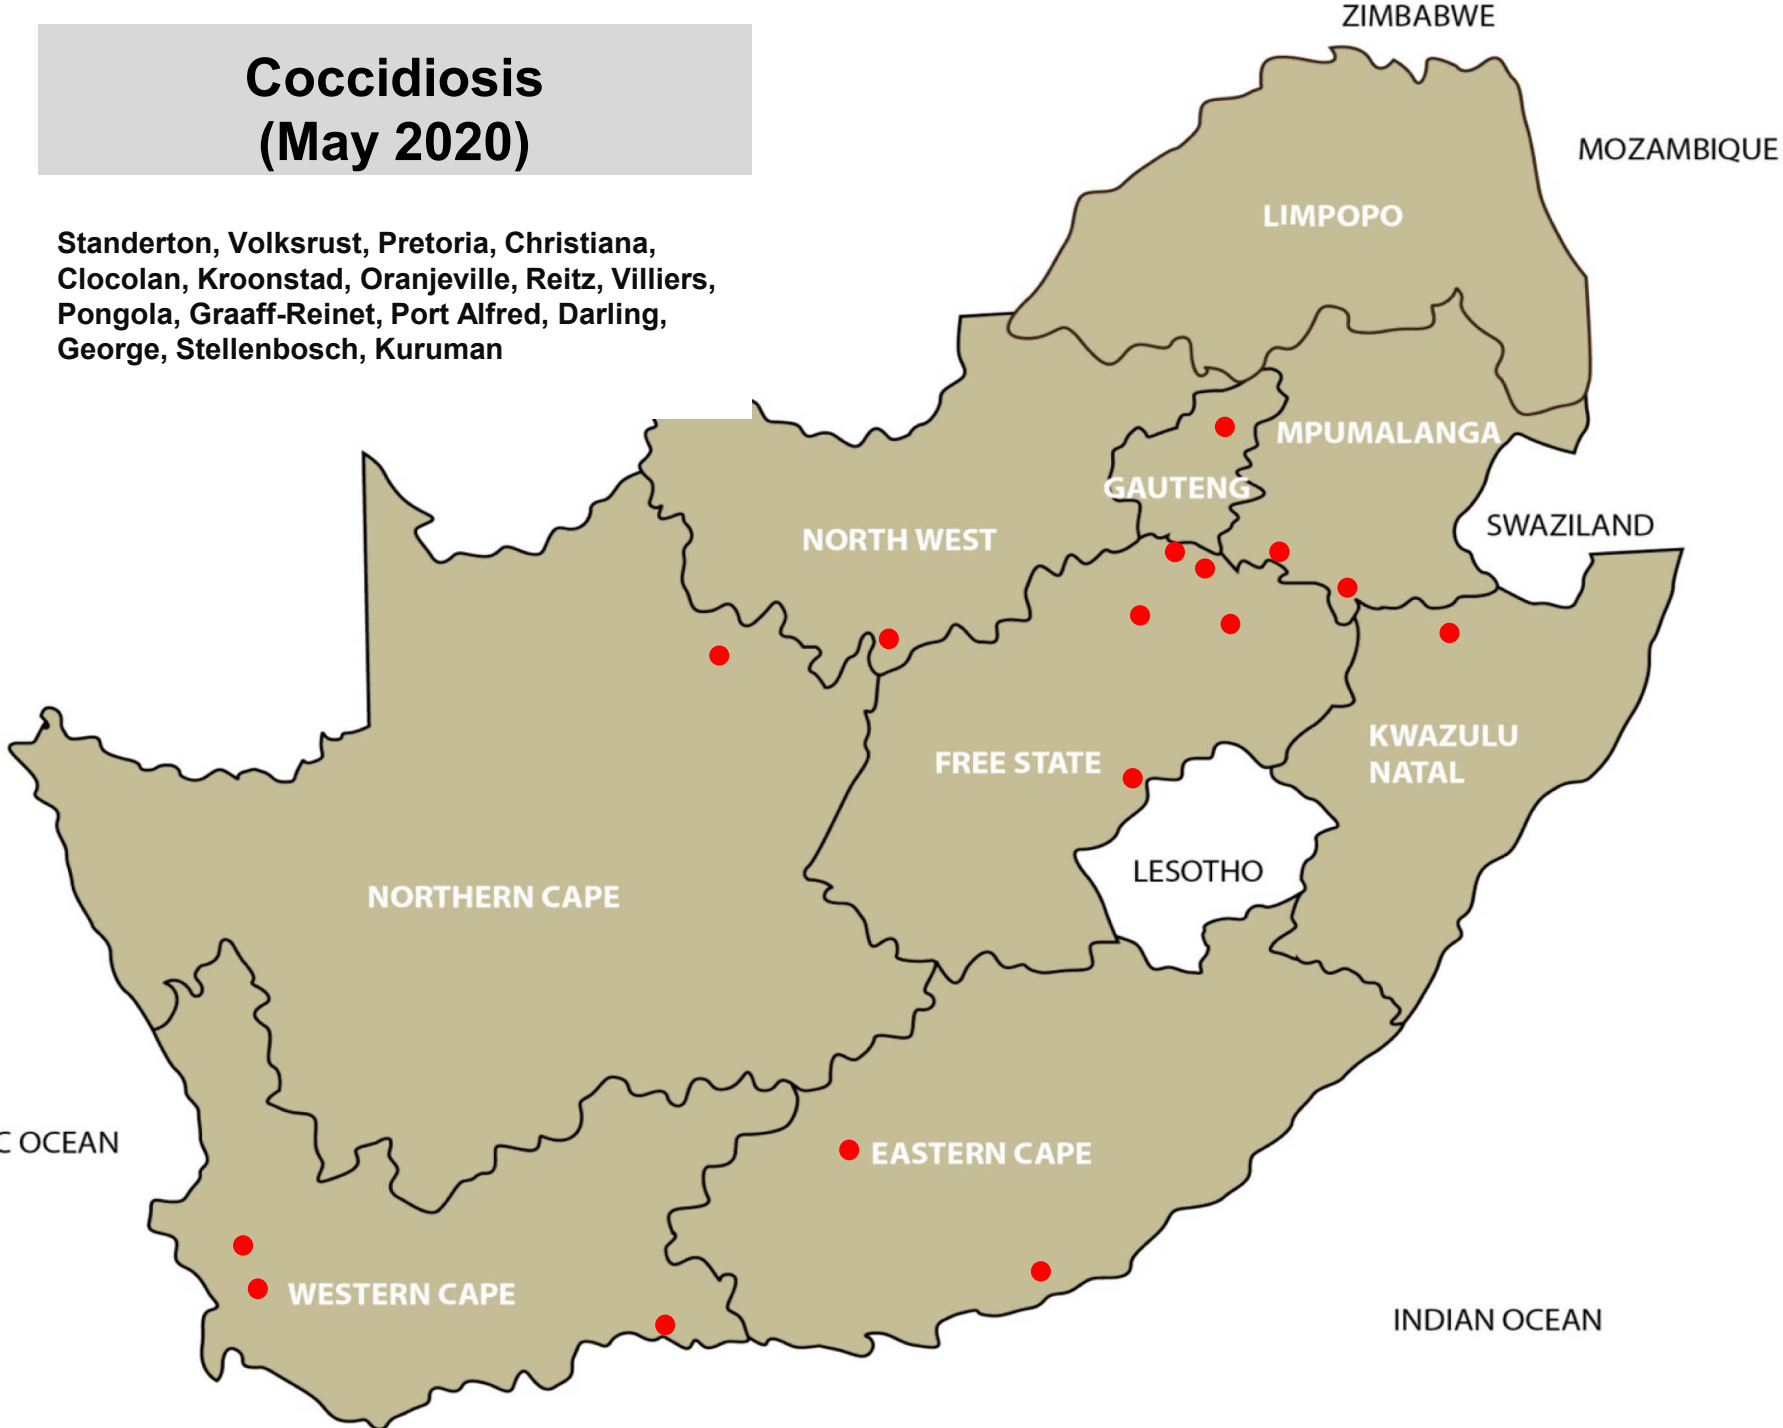 Coccidiosis
(May 2020)
Standerton, Volksrust, Pretoria, Christiana,
Clocolan, Kroonstad, Oranjeville, Reitz, Villiers,
Pongola, Graaff-Reinet, Port Alfred, Darling,
George, Stellenbosch, Kuruman
ZIMBABWE
MOZAMBIQUE
LIMPOPO
MPUMALANGA
GAUTENG
SWAZILAND
NORTH WEST
KWAZULU
NATAL
FREE STATE
LESOTHO
NORTHERN CAPE
C OCEAN
EASTERN CAPE
WESTERN CAPE
INDIAN OCEAN